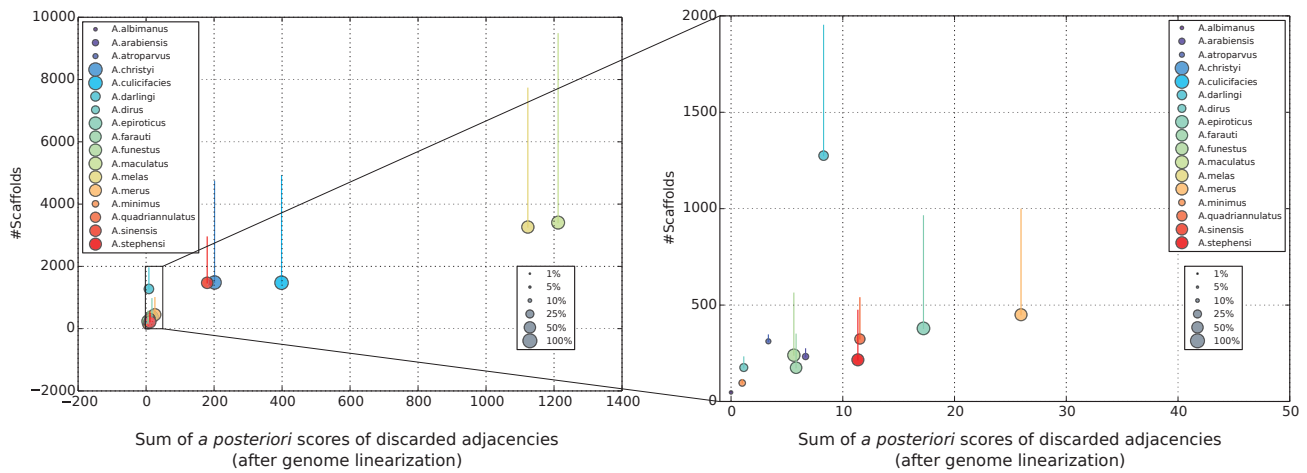 12000
10000
8000
6000
4000
2000
0
−2000
#Scaffolds
−200 0 200 400 600 800 1000 1200 1400
Sum of a posteriori scores of discarded adjacencies
(after genome linearization)
A.albimanus
A.arabiensis
A.atroparvus
A.christyi
A.culicifacies
A.darlingi
A.dirus
A.epiroticus
A.farauti
A.funestus
A.maculatus
A.melas
A.merus
A.minimus
A.quadriannulatus
A.sinensis
A.stephensi
1%
5%
10%
25%
50%
100%
2000
1500
1000
500
0
#Scaffolds
0 10 20 30 40 50
Sum of a posteriori scores of discarded adjacencies
(after genome linearization)
A.albimanus
A.arabiensis
A.atroparvus
A.christyi
A.culicifacies
A.darlingi
A.dirus
A.epiroticus
A.farauti
A.funestus
A.maculatus
A.melas
A.merus
A.minimus
A.quadriannulatus
A.sinensis
A.stephensi
1%
5%
10%
25%
50%
100%